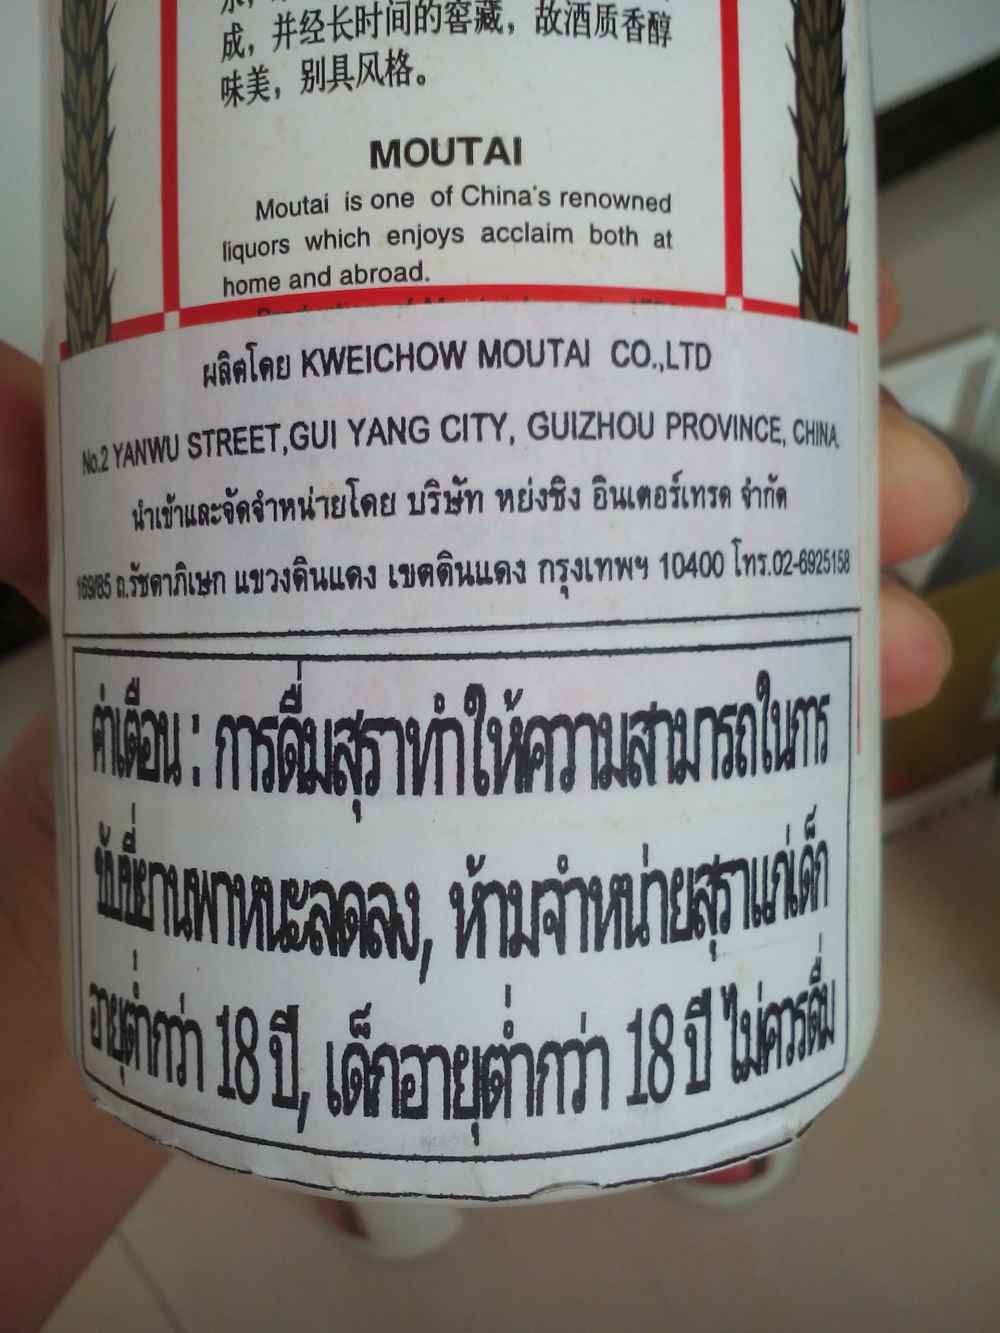 成，并经长时间的窖藏，故酒质香醇
味美，别具风格。
MOUTAI
Moutai is one of China's renowned
liquors which enjoys acclaim both at
home and abroad.
ผลิตโดย KWEICHOW MOUTAI CO.,LTD
No.2 YANWU STREET,GUI YANG CITY, GUIZHOU PROVINCE, CHINA.
นำเข้าและจัดจำหน่ายโดย บริษัท หย่งชิง อินเตอร์เทรด จำกัด
169/85 ถ.รัชดาภิเษก แขวงดินแดง เขตดินแดง กรุงเทพฯ 10400 โทร.02-6925158
คำเตือน : การดื่มสุราทำให้ความสามารถในการ
ขับขี่ยานพาหนะลดลง, ห้ามจำหน่ายสุราแก่เด็ก
อายุต่ำกว่า 18 ปี, เด็กอายุต่ำกว่า 18 ปี ไม่ควรดื่ม